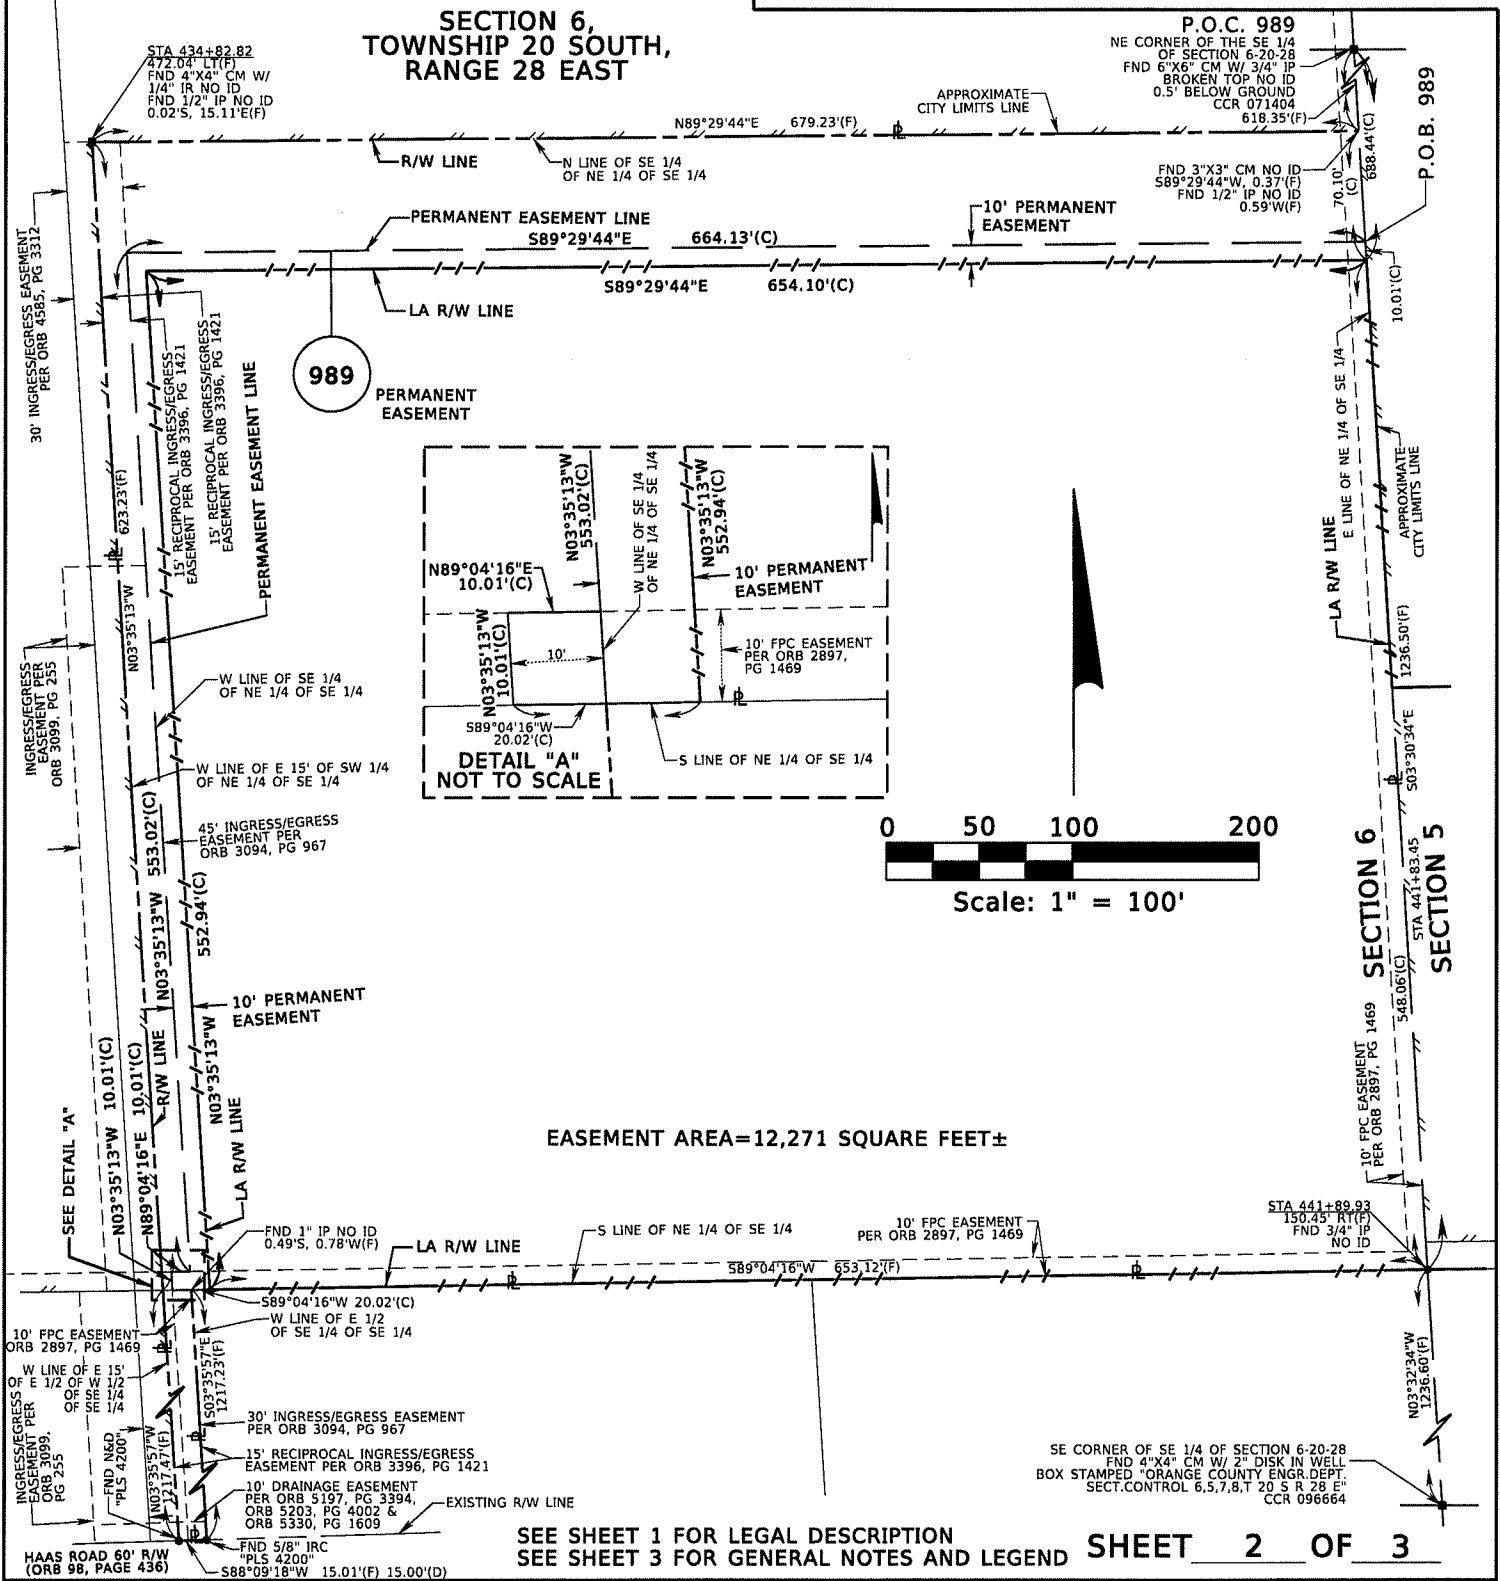 SECTION 6,
TOWNSHIP 20 SOUTH,
RANGE 28 EAST
STA 434+82.82
472.04' LT(F)
FND 4"X4" CM W/
1/4" IR NO ID
FND 1/2" IP NO ID
0.02'S, 15.11'E(F)
P.O.C. 989
NE CORNER OF THE SE 1/4
OF SECTION 6-20-28
FND 6"X6" CM W/ 3/4" IP
BROKEN TOP NO ID
0.5' BELOW GROUND
CCR 071404
618.35'(F)
P.O.B. 989
APPROXIMATE
CITY LIMITS LINE
N89°29'44"E 679.23'(F)
R/W LINE
N LINE OF SE 1/4
OF NE 1/4 OF SE 1/4
FND 3"X3" CM NO ID
S89°29'44"W, 0.37'(F)
FND 1/2" IP NO ID
0.59'W(F)
70.10'
(C)
688.44'(C)
PERMANENT EASEMENT LINE
10' PERMANENT
EASEMENT
S89°29'44"E 664.13'(C)
S89°29'44"E 654.10'(C)
LA R/W LINE
10.01'(C)
30' INGRESS/EGRESS EASEMENT
PER ORB 4585, PG 3312
15' RECIPROCAL INGRESS/EGRESS
EASEMENT PER ORB 3396, PG 1421
15' RECIPROCAL INGRESS/EGRESS
EASEMENT PER ORB 3396, PG 1421
PERMANENT EASEMENT LINE
989
PERMANENT
EASEMENT
623.23'(F)
N03°35'13"W
N03°35'13"W
553.02'(C)
W LINE OF SE 1/4
OF NE 1/4 OF SE 1/4
N03°35'13"W
552.94'(C)
N89°04'16"E
10.01'(C)
10' PERMANENT
EASEMENT
N03°35'13"W
10.01'(C)
10'
10' FPC EASEMENT
PER ORB 2897,
PG 1469
S89°04'16"W
20.02'(C)
S LINE OF NE 1/4 OF SE 1/4
DETAIL "A"
NOT TO SCALE
E LINE OF NE 1/4 OF SE 1/4
LA R/W LINE
APPROXIMATE
CITY LIMITS LINE
1236.50'(F)
S03°30'34"E
INGRESS/EGRESS
EASEMENT PER
ORB 3099, PG 255
W LINE OF SE 1/4
OF NE 1/4 OF SE 1/4
W LINE OF E 15' OF SW 1/4
OF NE 1/4 OF SE 1/4
45' INGRESS/EGRESS
EASEMENT PER
ORB 3094, PG 967
N03°35'13"W 553.02'(C)
552.94'(C)
N03°35'13"W
10' PERMANENT
EASEMENT
0 50 100 200
Scale: 1" = 100'
SECTION 6
STA 441+83.45
SECTION 5
548.06'(C)
10' FPC EASEMENT
PER ORB 2897, PG 1469
SEE DETAIL "A"
N03°35'13"W 10.01'(C)
N89°04'16"E 10.01'(C)
R/W LINE
LA R/W LINE
EASEMENT AREA=12,271 SQUARE FEET±
FND 1" IP NO ID
0.49'S, 0.78'W(F)
LA R/W LINE
S LINE OF NE 1/4 OF SE 1/4
10' FPC EASEMENT
PER ORB 2897, PG 1469
STA 441+89.93
150.45' RT(F)
FND 3/4" IP
NO ID
S89°04'16"W 653.12'(F)
S89°04'16"W 20.02'(C)
W LINE OF E 1/2
OF SE 1/4 OF SE 1/4
10' FPC EASEMENT
ORB 2897, PG 1469
W LINE OF E 15'
OF E 1/2 OF W 1/2
OF SE 1/4
OF SE 1/4
INGRESS/EGRESS
EASEMENT PER
ORB 3099,
PG 255
FND N&D
"PLS 4200"
N03°35'57"W
1217.47'(F)
S03°35'57"E
1217.23'(F)
30' INGRESS/EGRESS EASEMENT
PER ORB 3094, PG 967
15' RECIPROCAL INGRESS/EGRESS
EASEMENT PER ORB 3396, PG 1421
10' DRAINAGE EASEMENT
PER ORB 5197, PG 3394,
ORB 5203, PG 4002 &
ORB 5330, PG 1609
EXISTING R/W LINE
N03°32'34"W
1236.60'(F)
SE CORNER OF SE 1/4 OF SECTION 6-20-28
FND 4"X4" CM W/ 2" DISK IN WELL
BOX STAMPED "ORANGE COUNTY ENGR.DEPT.
SECT.CONTROL 6,5,7,8,T 20 S R 28 E"
CCR 096664
HAAS ROAD 60' R/W
(ORB 98, PAGE 436)
FND 5/8" IRC
"PLS 4200"
S88°09'18"W 15.01'(F) 15.00'(D)
SEE SHEET 1 FOR LEGAL DESCRIPTION
SEE SHEET 3 FOR GENERAL NOTES AND LEGEND
SHEET 2 OF 3